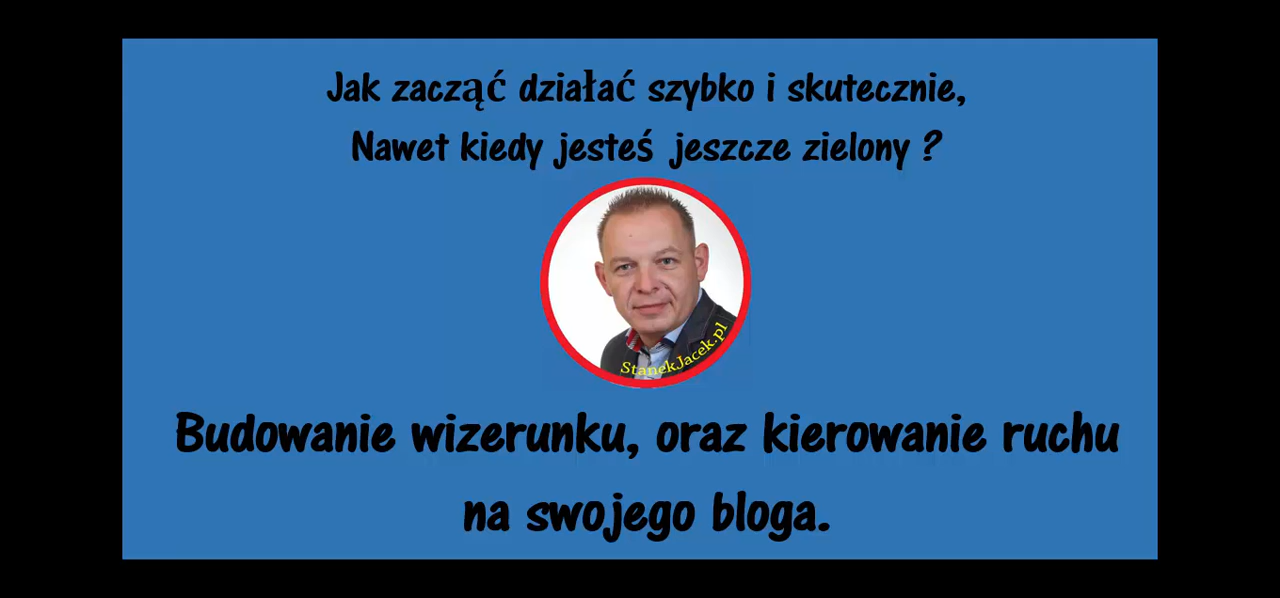 Jak zacząć działać szybko i skutecznie,
Nawet kiedy jesteś jeszcze zielony ?
StanekJacek.pl
Budowanie wizerunku, oraz kierowanie ruchu
na swojego bloga.